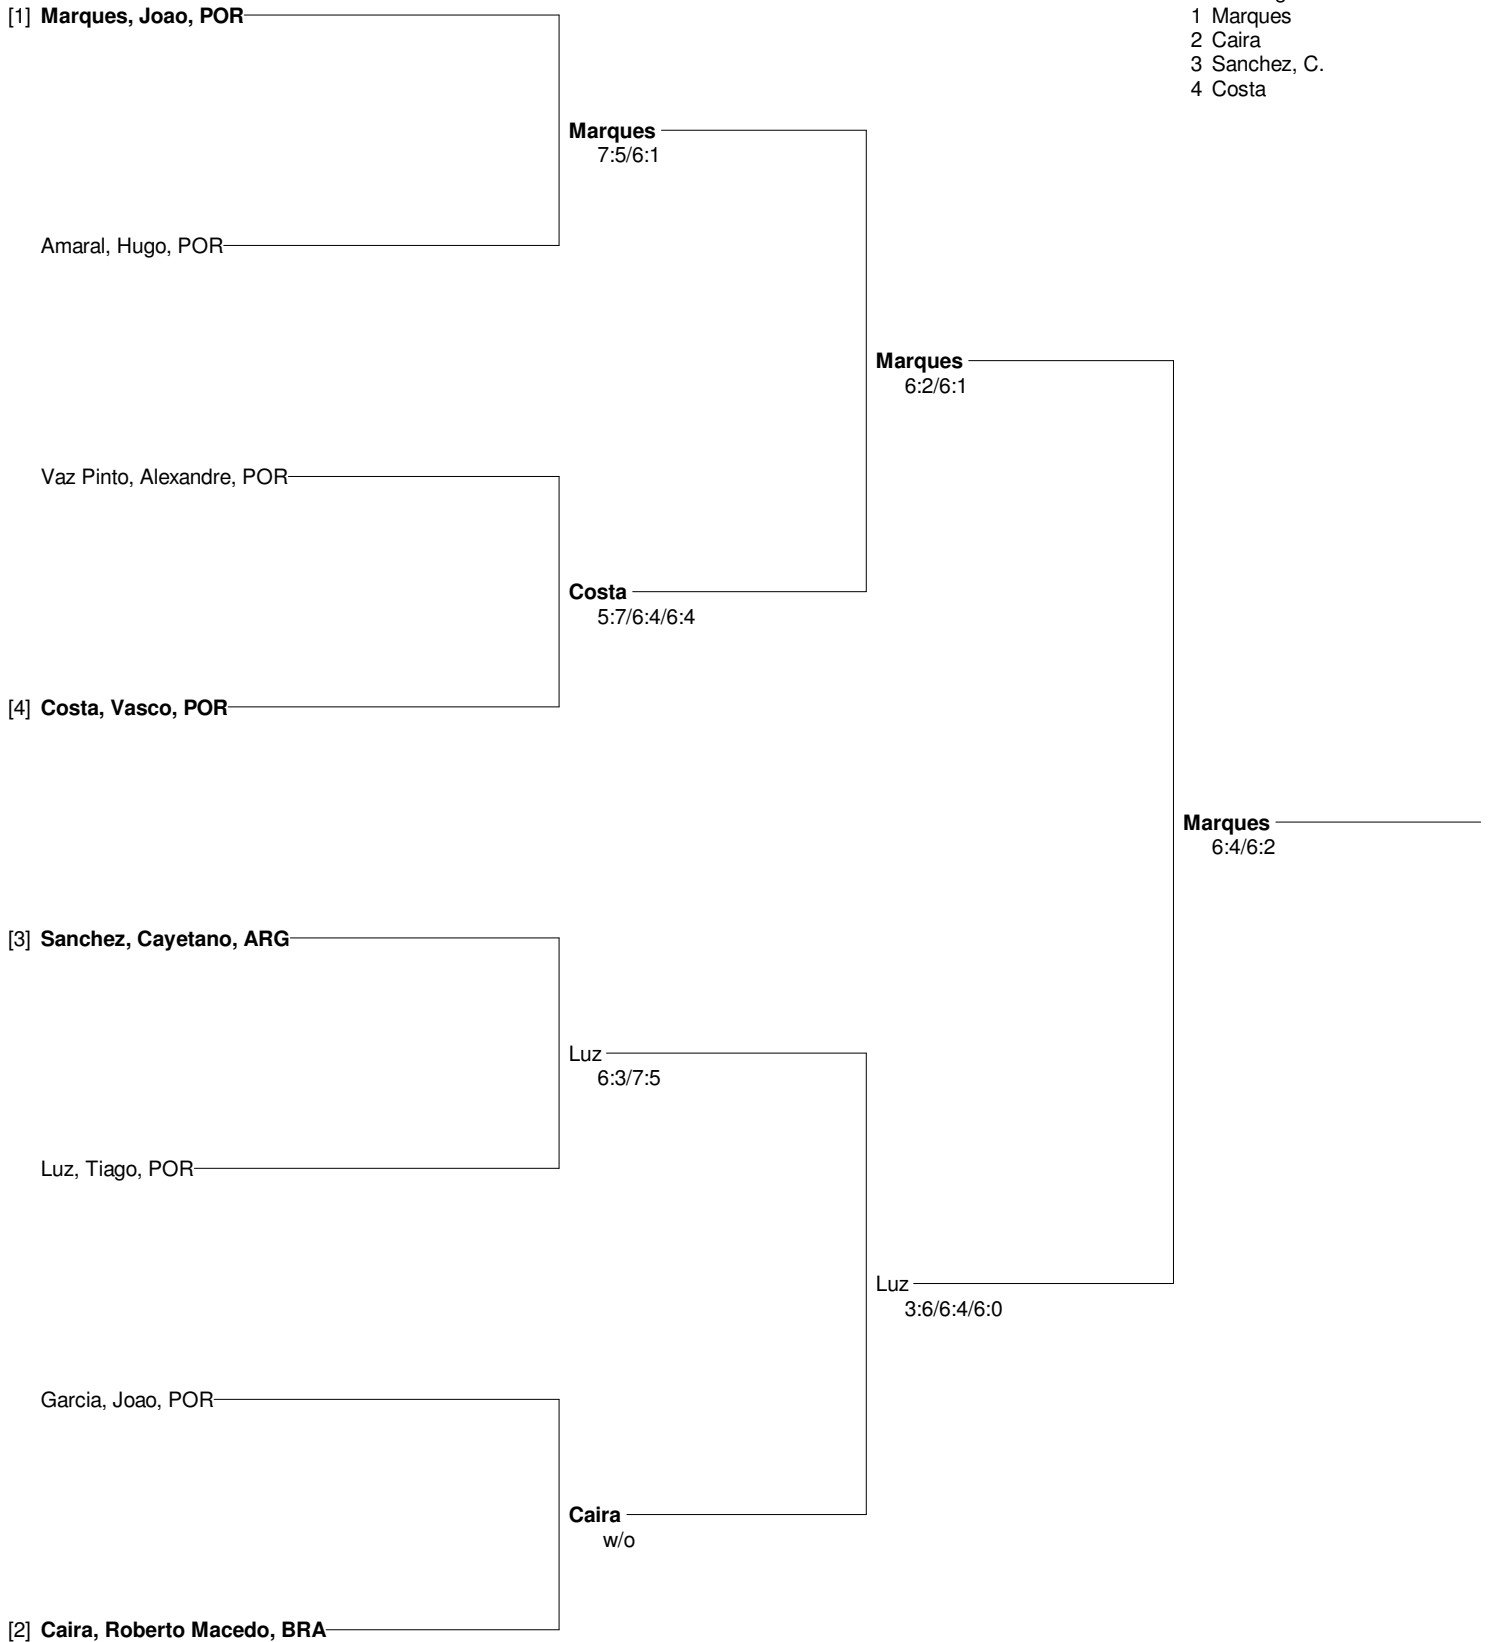 [1] Marques, Joao, POR
1 Marques
2 Caira
3 Sanchez, C.
4 Costa
Marques
7:5/6:1
Amaral, Hugo, POR
Marques
6:2/6:1
Vaz Pinto, Alexandre, POR
Costa
5:7/6:4/6:4
[4] Costa, Vasco, POR
Marques
6:4/6:2
[3] Sanchez, Cayetano, ARG
Luz
6:3/7:5
Luz, Tiago, POR
Luz
3:6/6:4/6:0
Garcia, Joao, POR
Caira
w/o
[2] Caira, Roberto Macedo, BRA